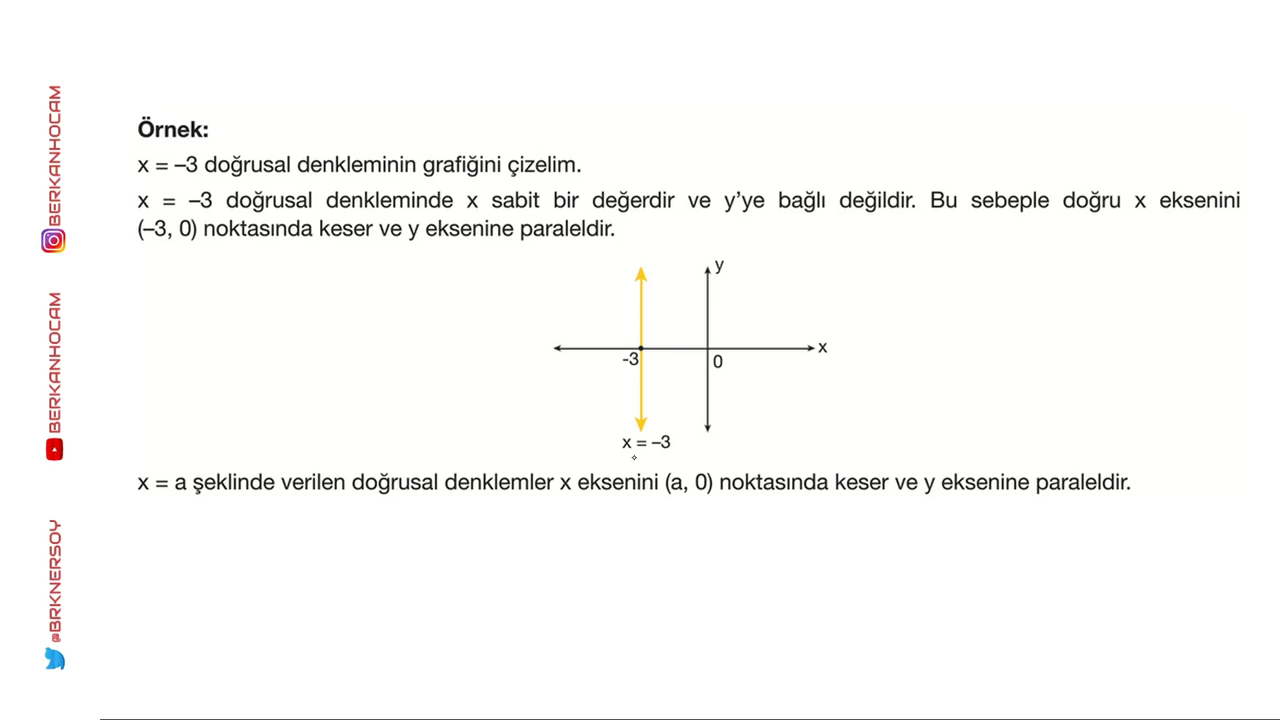 Örnek:
x = –3 doğrusal denkleminin grafiğini çizelim.
x = –3 doğrusal denkleminde x sabit bir değerdir ve y’ye bağlı değildir. Bu sebeple doğru x eksenini
(–3, 0) noktasında keser ve y eksenine paraleldir.
y
x
-3
0
x = –3
x = a şeklinde verilen doğrusal denklemler x eksenini (a, 0) noktasında keser ve y eksenine paraleldir.
BERKANHOCAM
BERKANHOCAM
@BRKNERSOY